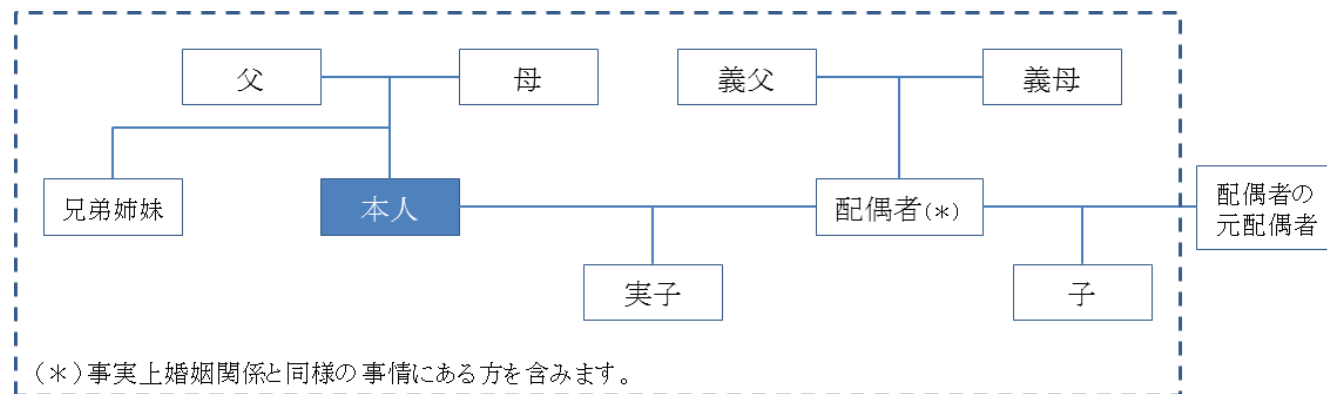 父
母
義父
義母
兄弟姉妹
本人
配偶者(＊)
配偶者の
元配偶者
実子
子
(＊)事実上婚姻関係と同様の事情にある方を含みます。